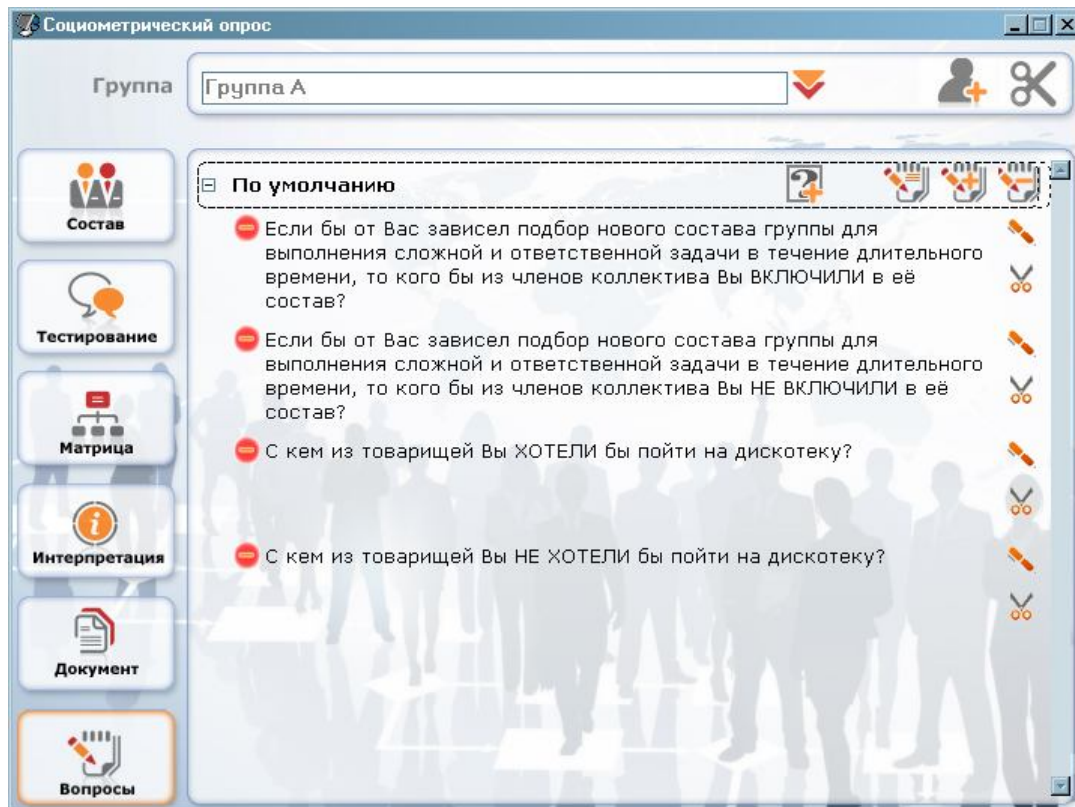 Социометрический опрос
Группа
Группа А
Состав
Тестирование
Матрица
Интерпретация
Документ
Вопросы
По умолчанию
Если бы от Вас зависел подбор нового состава группы для
выполнения сложной и ответственной задачи в течение длительного
времени, то кого бы из членов коллектива Вы ВКЛЮЧИЛИ в её
состав?
Если бы от Вас зависел подбор нового состава группы для
выполнения сложной и ответственной задачи в течение длительного
времени, то кого бы из членов коллектива Вы НЕ ВКЛЮЧИЛИ в её
состав?
С кем из товарищей Вы ХОТЕЛИ бы пойти на дискотеку?
С кем из товарищей Вы НЕ ХОТЕЛИ бы пойти на дискотеку?